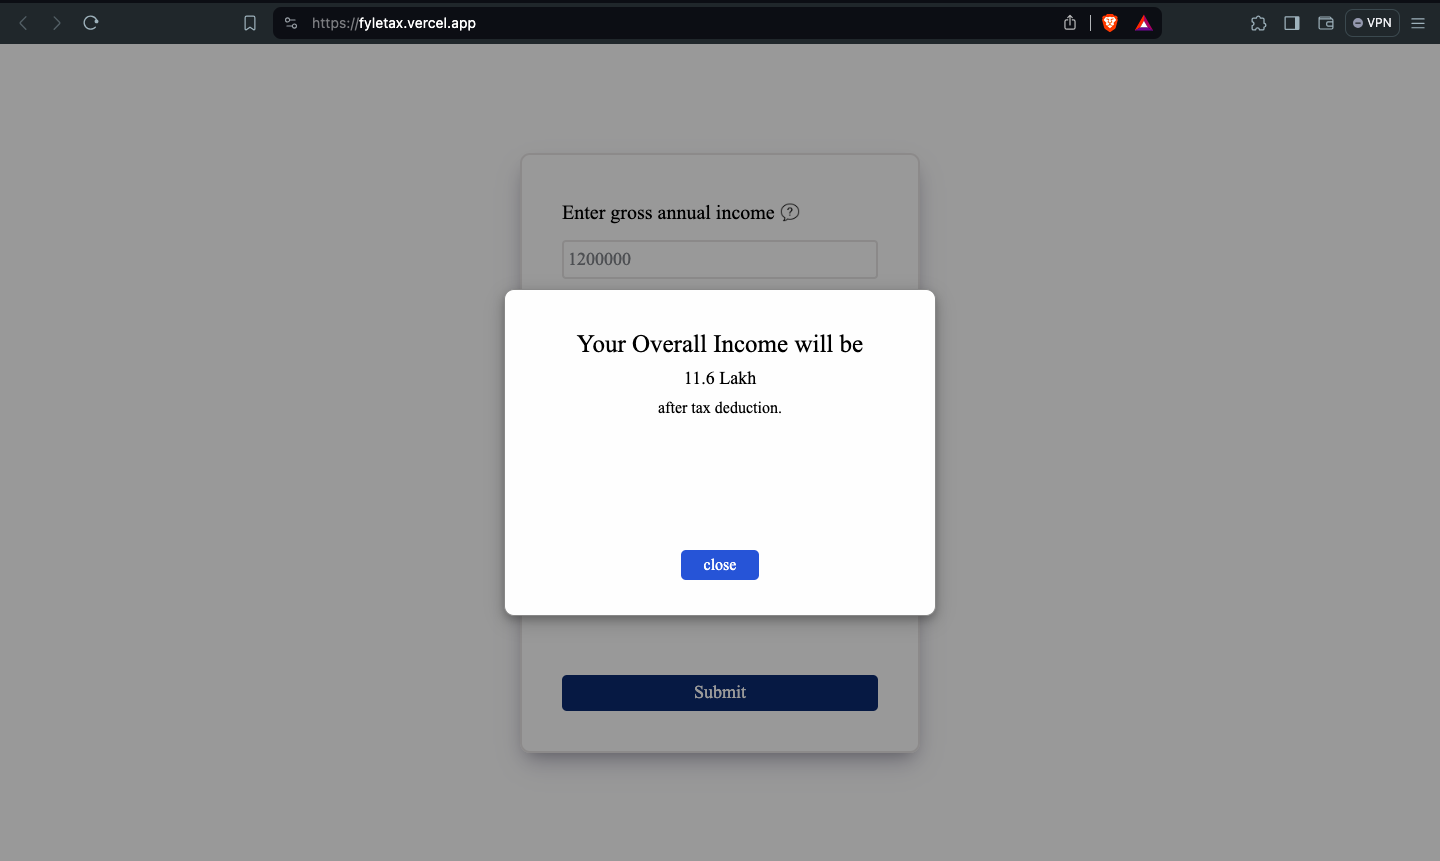 https://fyletax.vercel.app
VPN
Enter gross annual income ?
1200000
Your Overall Income will be
11.6 Lakh
after tax deduction.
close
Submit